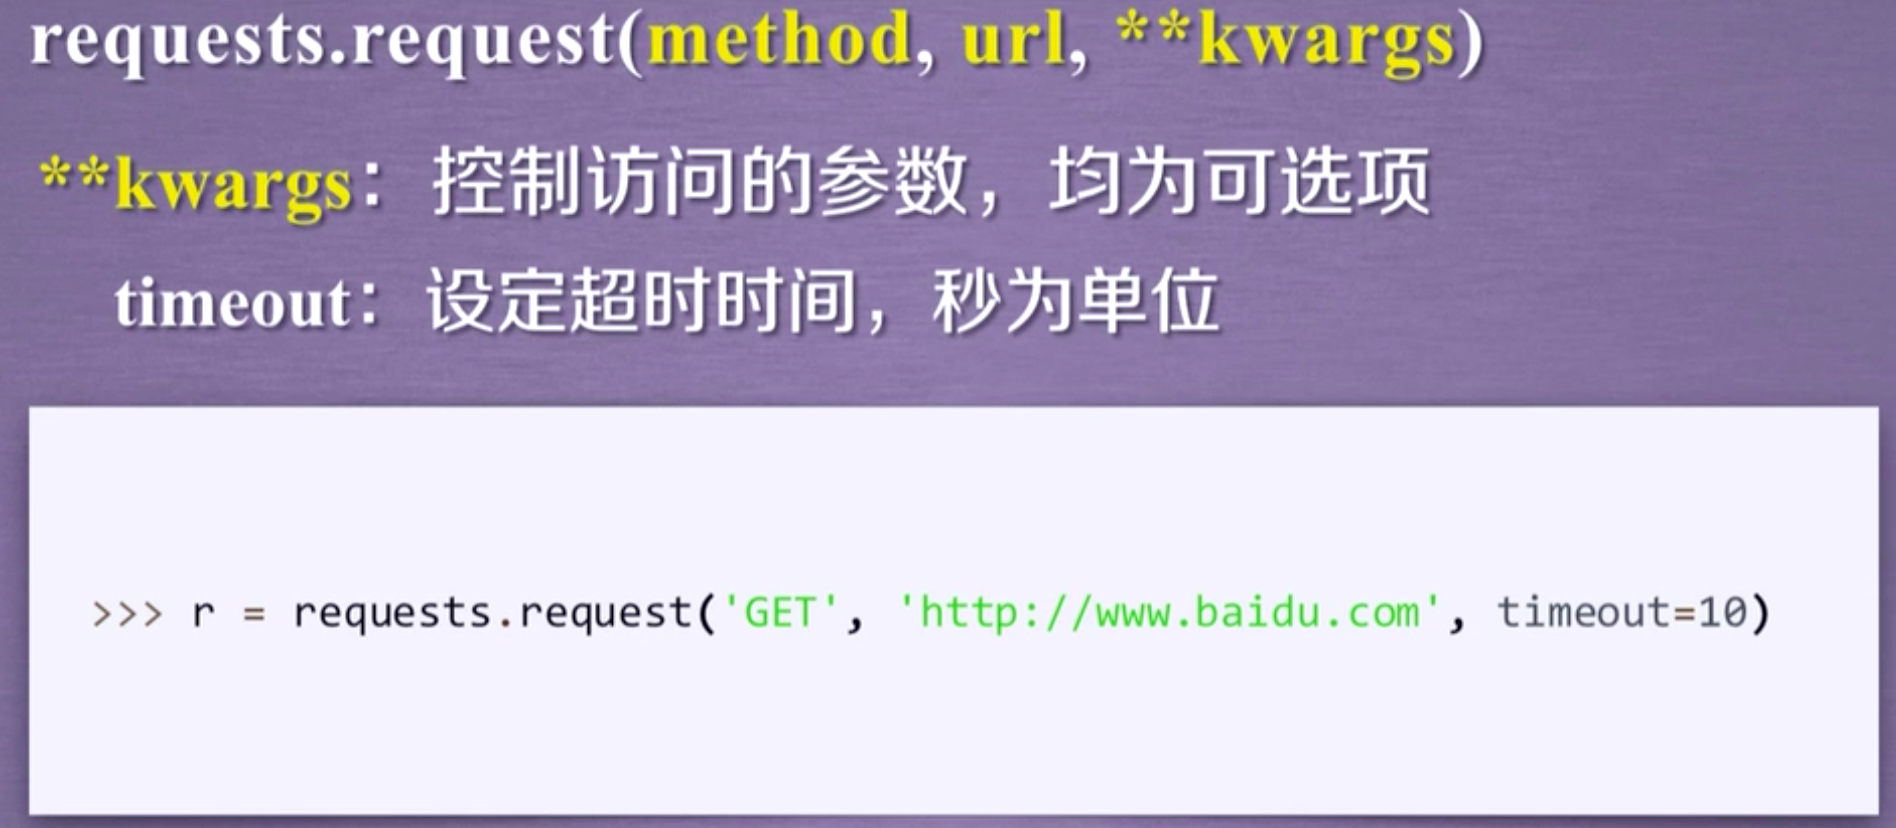 requests.request(method, url, **kwargs)
**kwargs：控制访问的参数，均为可选项
timeout：设定超时时间，秒为单位
>>> r = requests.request('GET', 'http://www.baidu.com', timeout=10)